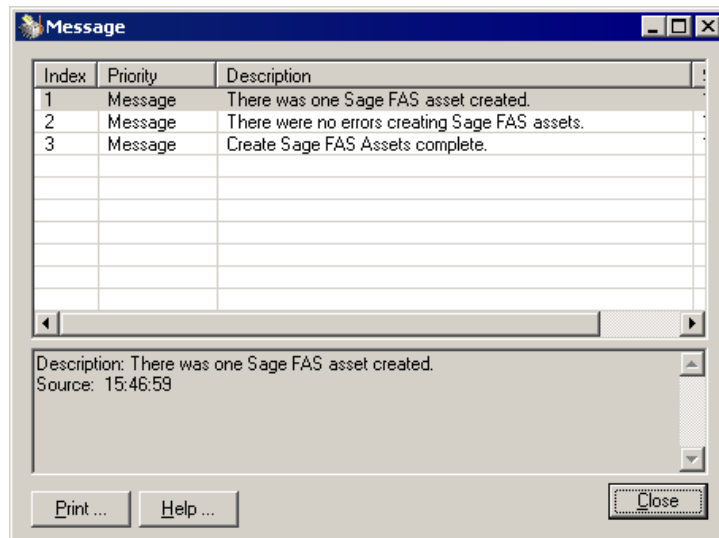 Message
Index Priority Description
1 Message There was one Sage FAS asset created.
2 Message There were no errors creating Sage FAS assets.
3 Message Create Sage FAS Assets complete.
Description: There was one Sage FAS asset created.
Source: 15:46:59
Print ... Help ... Close